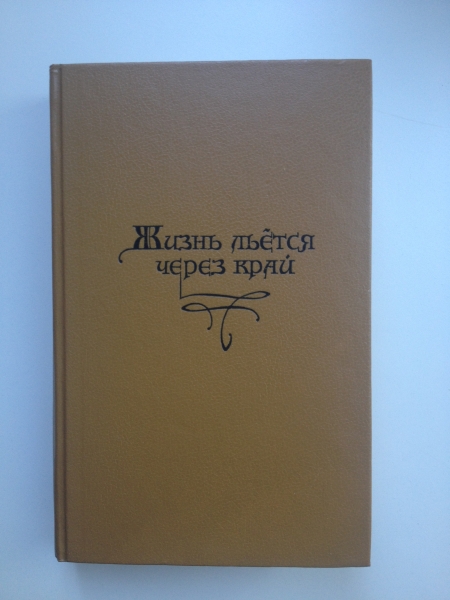 Жизнь льётся
через край